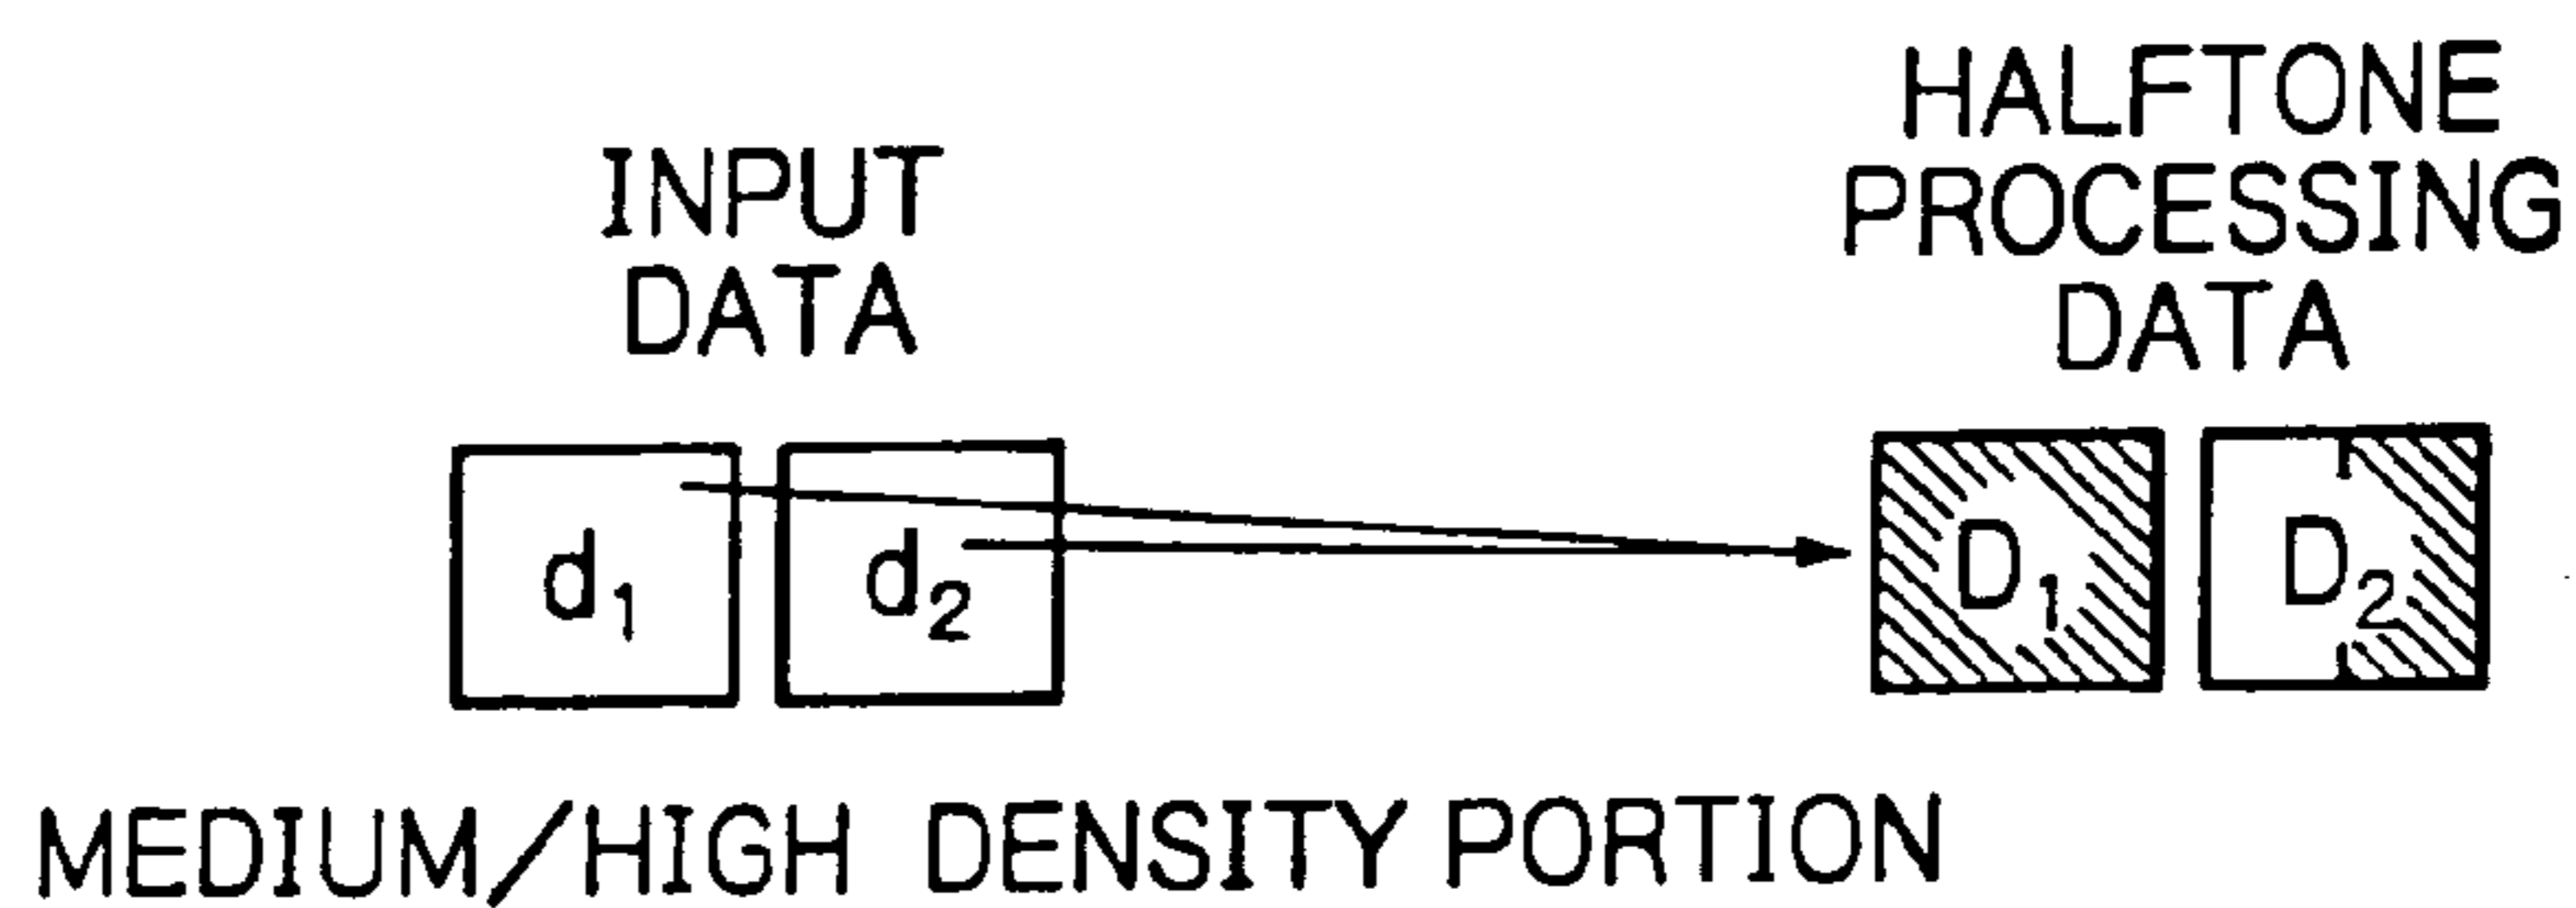 INPUT
DATA
HALFTONE
PROCESSING
DATA
d₁ d₂
D₁ D₂
MEDIUM/HIGH DENSITY PORTION